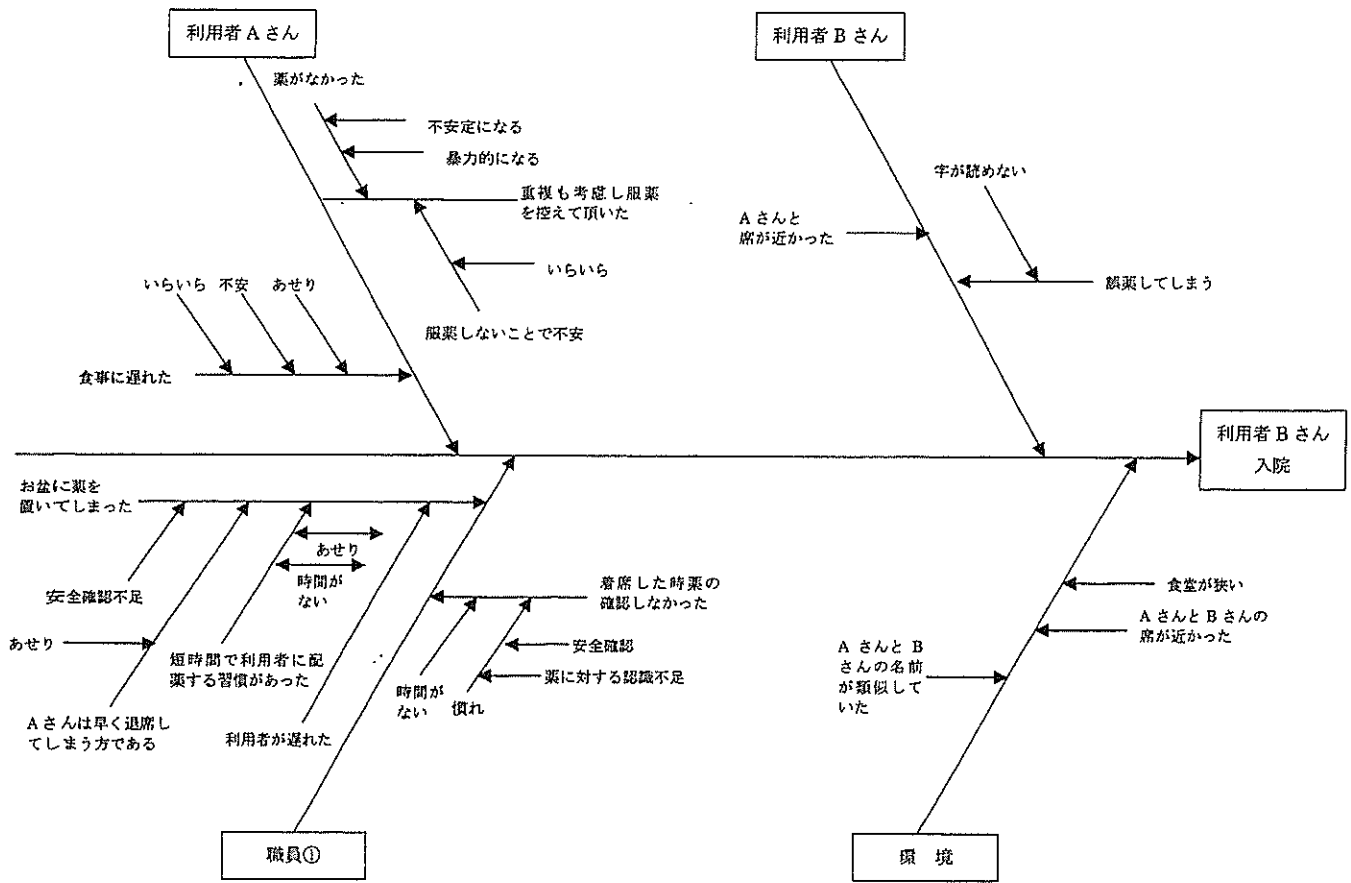 利用者 A さん
利用者 B さん
薬がなかった
不安定になる
暴力的になる
重複も考慮し服薬
を控えて頂いた
いらいら
服薬しないことで不安
いらいら 不安 あせり
食事に遅れた
字が読めない
A さんと
席が近かった
誤薬してしまう
利用者 B さん
入院
お盆に薬を
置いてしまった
あせり
時間が
ない
安全確認不足
あせり
短時間で利用者に配
薬する習慣があった
A さんは早く退席し
てしまう方である
利用者が遅れた
着席した時薬の
確認しなかった
安全確認
薬に対する認識不足
時間が
ない
慣れ
食堂が狭い
A さんと B さんの
席が近かった
A さんと B
さんの名前
が類似して
いた
職員①
環 境